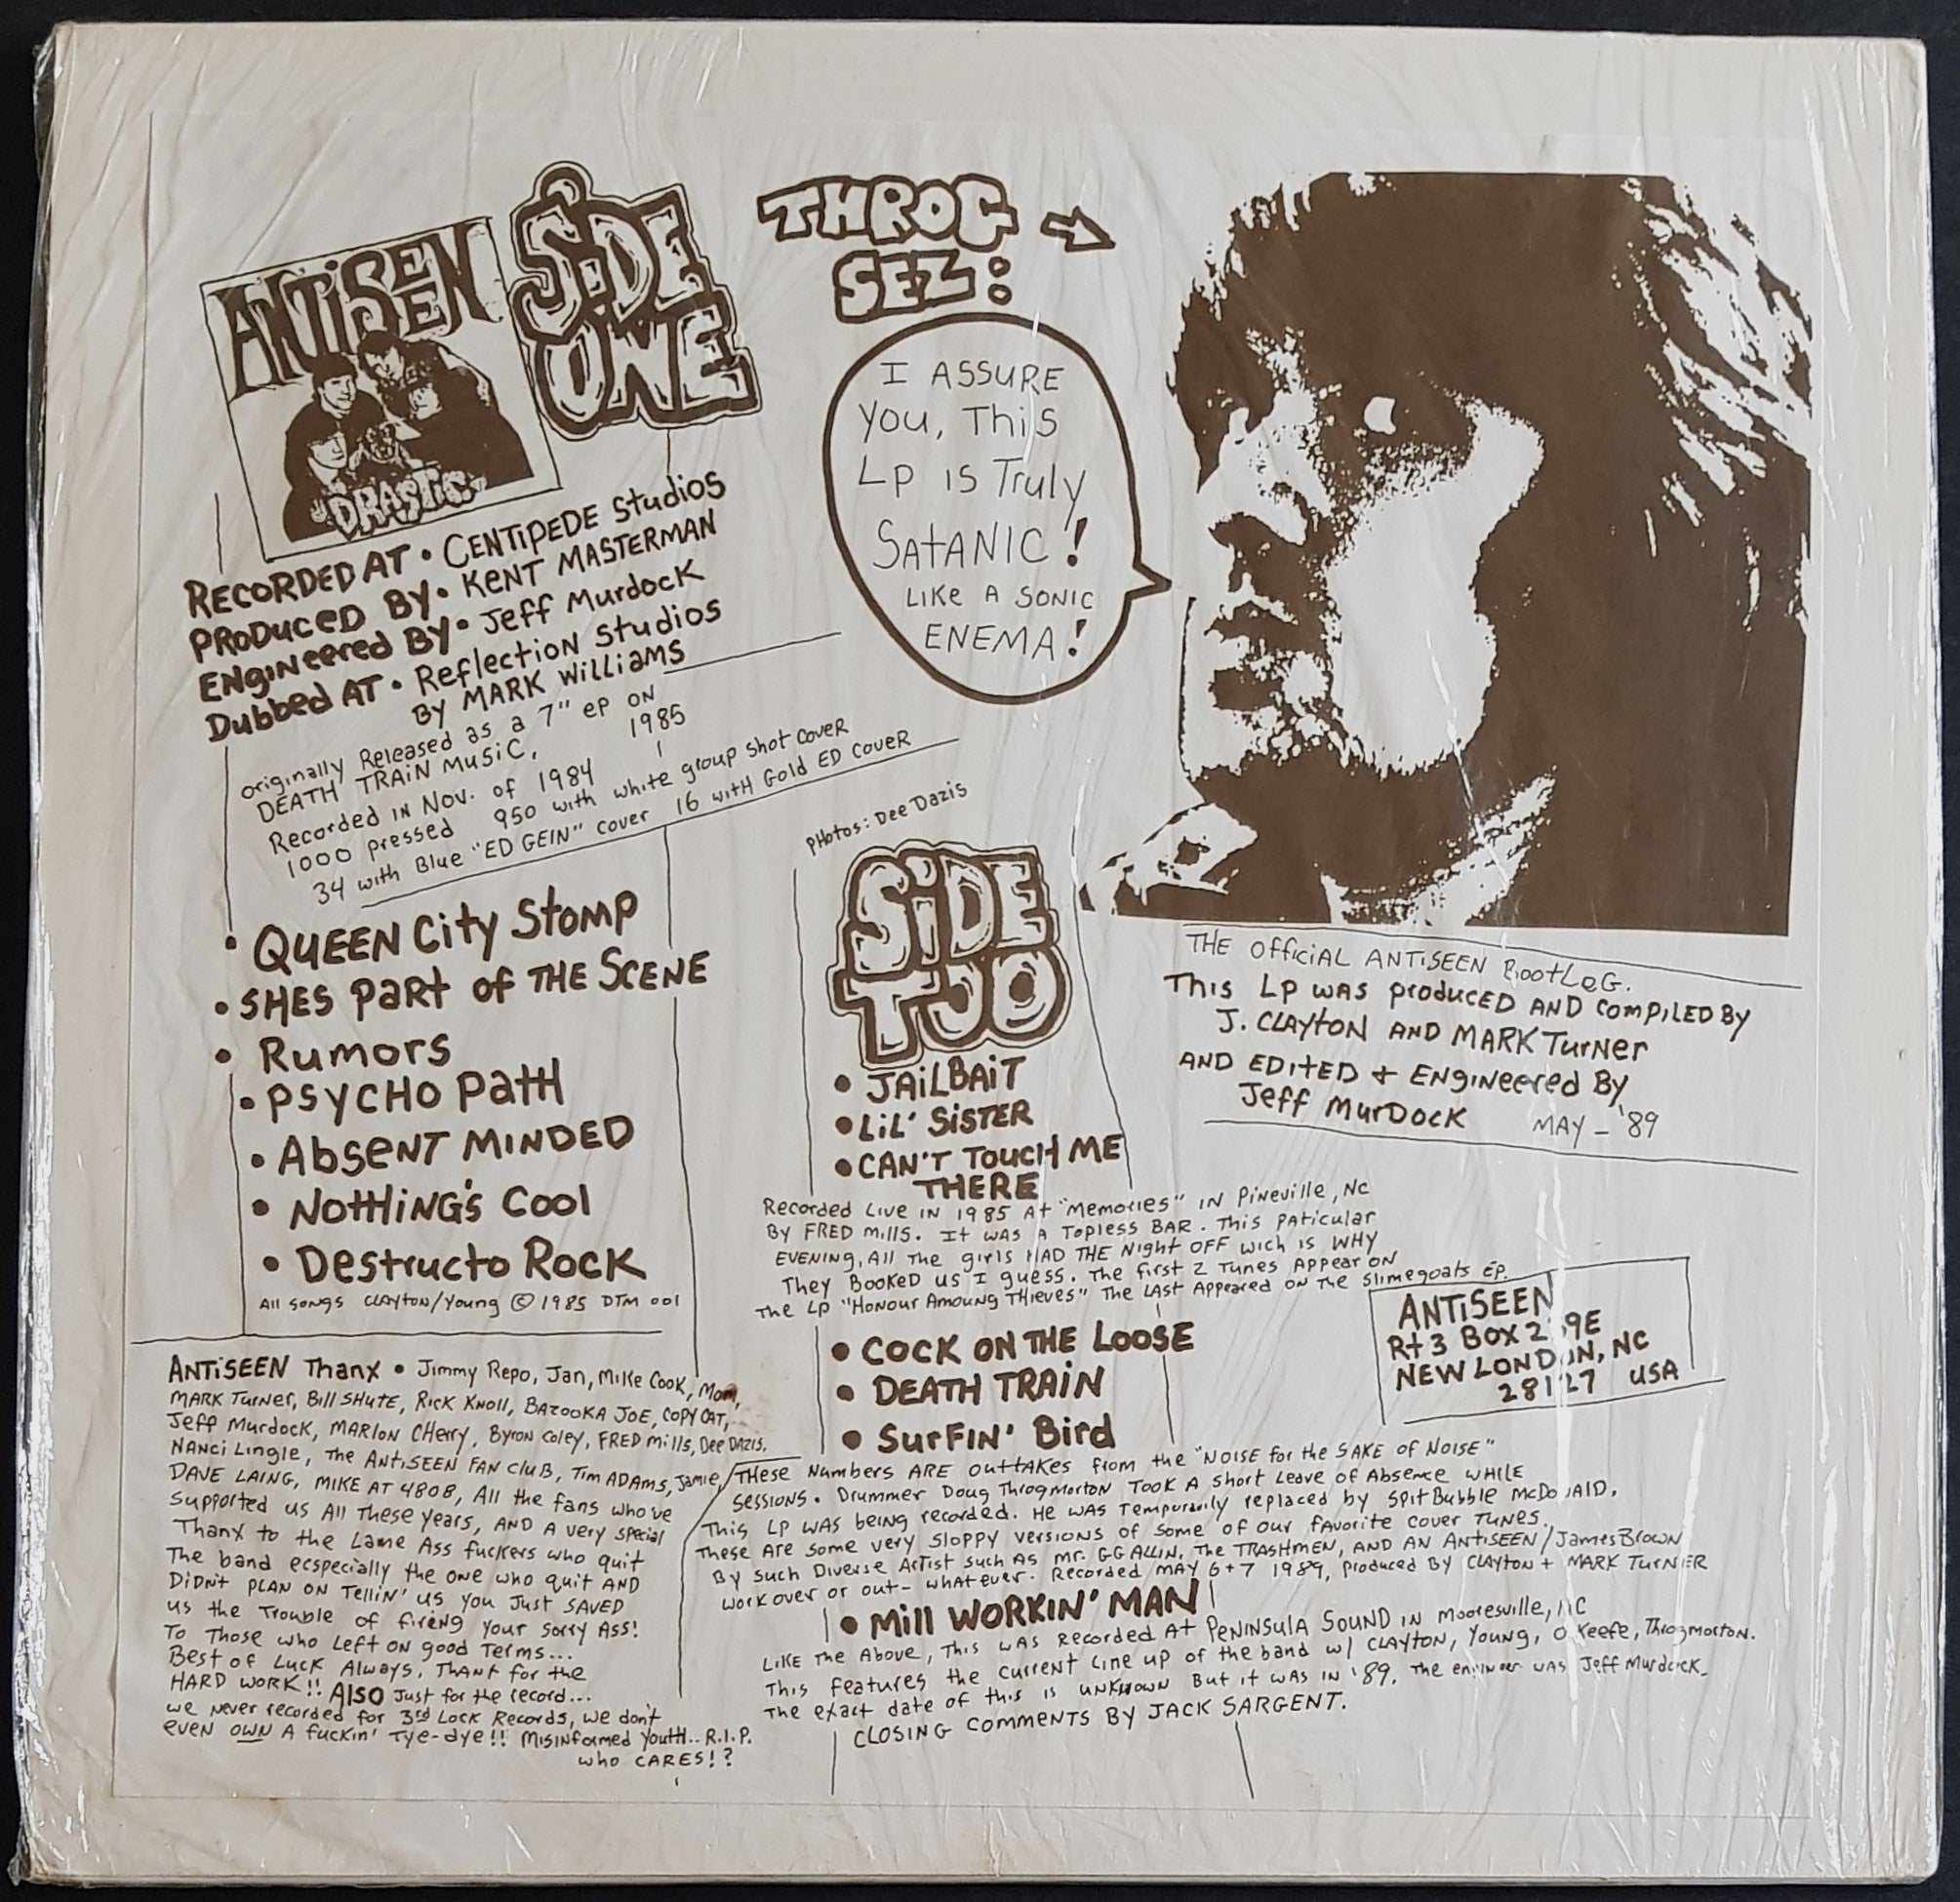 ANTiSEEN
DRASTIC
SiDE
ONE
RECORDED AT • CENTIPEDE Studios
PRODuceD BY • KENT MASTERMAN
ENgINeered BY • Jeff Murdock
Dubbed AT • Reflection Studios
By MARK Williams
originally Released as a 7" ep ON
DEATH TRAiN MUSiC, 1985
Recorded IN Nov. of 1984
1000 pressed 950 with white group shot cover
34 with Blue "ED GEIN" cover 16 with Gold ED cover
• QUEEN City Stomp
• SHES part of THE SCENE
• Rumors
• PSYCHO path
• Absent MINDED
• NOTHING'S Cool
• Destructo Rock
All songs Clayton/Young © 1985 DTM 001
ANTiSEEN Thanx • Jimmy Repo, Jan, Mike Cook, Mom,
MARK Turner, Bill SHUTE, Rick Knoll, BAZOOKA JOE, COPY CAT,
Jeff Murdock, MARLON CHerry, Byron Coley, FRED Mills, Dee DAZIS.
NANCi Lingle, The ANTiSEEN FAN CluB, Tim ADAms, Jamie,
DAVE LAING, MIKE AT 4808, All the fans who've
supported us All These years, AND A very special
Thanx to the Lame Ass fuckers who quit
The band ecspecially the one who quit AND
Didn't PLAN ON Tellin' us you Just SAVED
us the Trouble of firéng your sorry Ass!
To Those who Left on good Terms...
Best of Luck Always, THANX for the
HARD WORK!! ALSO Just for the record...
we never recorded for 3rd Lock Records, we don't
even OWN A fuckin' Tye-dye!! Misinformed Youth.. R.I.P.
who CARES!?
THROG
SEZ:
I ASSURE
YOU, This
LP IS Truly
SATANIC!
LIKE A SONIC
ENEMA!
PHotos: Dee Dazis
SiDE
TOO
• JAiLBAiT
• LiL' SiSTER
• CAN'T TOUCH ME
THERE
Recorded Live IN 1985 At "Memories" IN Pineville, NC
By FRED Mills. It was A Topless BAR. This paticular
EVENING, All The girls HAD THE Night OFF wich is WHY
They Booked us I guess. The first 2 Tunes Appear on
The LP "Honour Amoung Thieves" The LAST Appeared on The Slimegoats EP.
• COCK ON THE LOOSE
• DEATH TRAiN
• SurFIN' Bird
THese Numbers ARE outtakes from the "NOISE for the SAKE of NOISE"
sessions. Drummer Doug Throgmorton TOOK A Short Leave of Absence WHILE
This LP WAS being recorded. He was Tempurarily replaced by SpitBubble McDonALD.
These Are some very sloppy versions of some of our favorite cover TUNES.
By such Diverse Artist such As Mr. GG ALLIN, The TRASHMEN, AND AN ANTiSEEN/James Brown
work over or out- whatever. Recorded MAY 6+7 1989, produced BY CLAYTON + MARK TURNER
• Mill WORKIN' MAN
LIKE The Above, This was Recorded At PENINSULA SOUND IN Mooresville, NC
This features the current Line up of the band w/ CLAYTON, Young, O'Keefe, Throgmorton.
The exact date of this is unknown But it was in '89. The engineer was Jeff Murdock.
CLOSING COMMENTS BY JACK SARGENT.
THE Official ANTiSEEN BootLeG.
This LP was produced AND compiled By
J. CLAYTON AND MARK Turner
AND EDITED + ENgINeered By
Jeff MurDock MAY - '89
ANTiSEEN
Rt 3 Box
NEW LONDON, NC
28127 USA